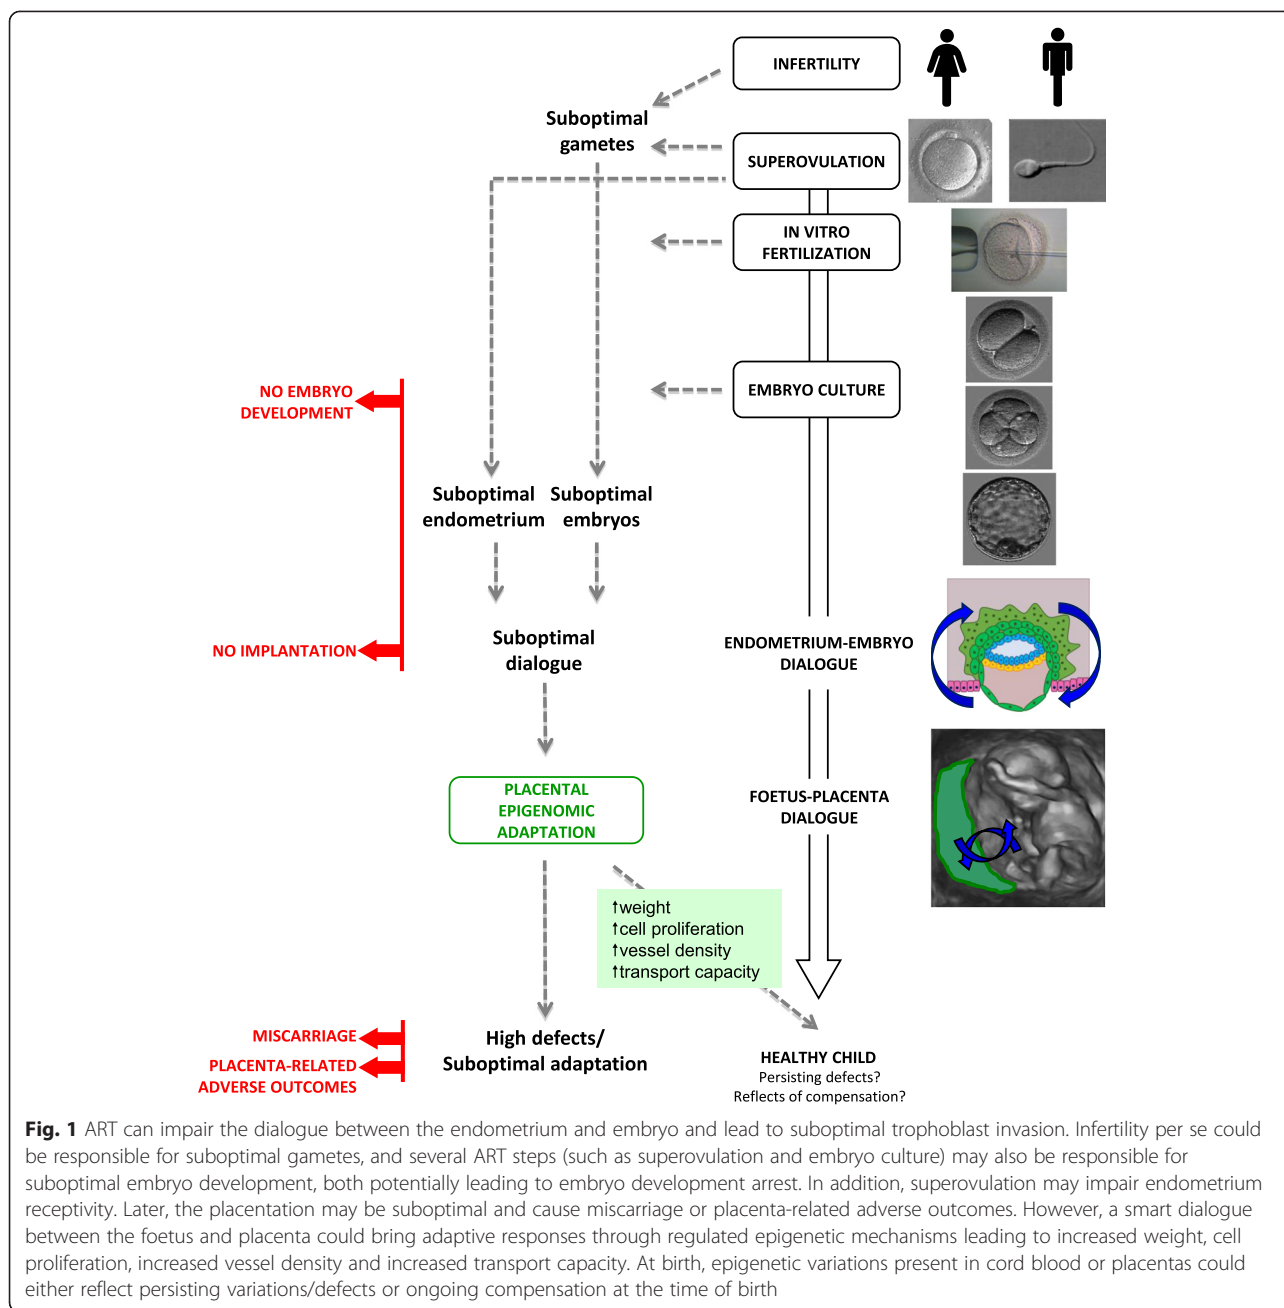 INFERTILITY
Suboptimal
gametes
SUPEROVULATION
IN VITRO
FERTILIZATION
NO EMBRYO
DEVELOPMENT
EMBRYO CULTURE
Suboptimal
endometrium
Suboptimal
embryos
NO IMPLANTATION
Suboptimal
dialogue
ENDOMETRIUM-EMBRYO
DIALOGUE
PLACENTAL
EPIGENOMIC
ADAPTATION
FOETUS-PLACENTA
DIALOGUE
↑weight
↑cell proliferation
↑vessel density
↑transport capacity
MISCARRIAGE
PLACENTA-RELATED
ADVERSE OUTCOMES
High defects/
Suboptimal adaptation
HEALTHY CHILD
Persisting defects?
Reflects of compensation?
Fig. 1 ART can impair the dialogue between the endometrium and embryo and lead to suboptimal trophoblast invasion. Infertility per se could
be responsible for suboptimal gametes, and several ART steps (such as superovulation and embryo culture) may also be responsible for
suboptimal embryo development, both potentially leading to embryo development arrest. In addition, superovulation may impair endometrium
receptivity. Later, the placentation may be suboptimal and cause miscarriage or placenta-related adverse outcomes. However, a smart dialogue
between the foetus and placenta could bring adaptive responses through regulated epigenetic mechanisms leading to increased weight, cell
proliferation, increased vessel density and increased transport capacity. At birth, epigenetic variations present in cord blood or placentas could
either reflect persisting variations/defects or ongoing compensation at the time of birth